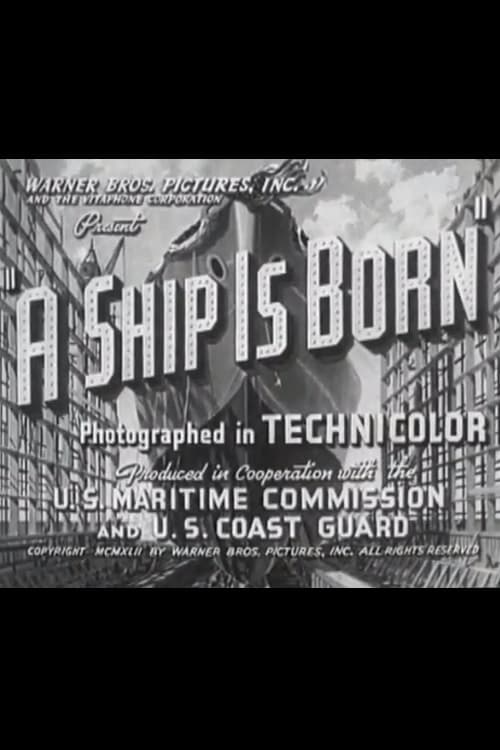 WARNER BROS. PICTURES, INC.
AND THE VITAPHONE CORPORATION
Present
"A SHIP IS BORN"
Photographed in TECHNICOLOR
Produced in Cooperation with the
U.S. MARITIME COMMISSION
AND U.S. COAST GUARD
COPYRIGHT MCMXLII BY WARNER BROS. PICTURES, INC. ALL RIGHTS RESERVED